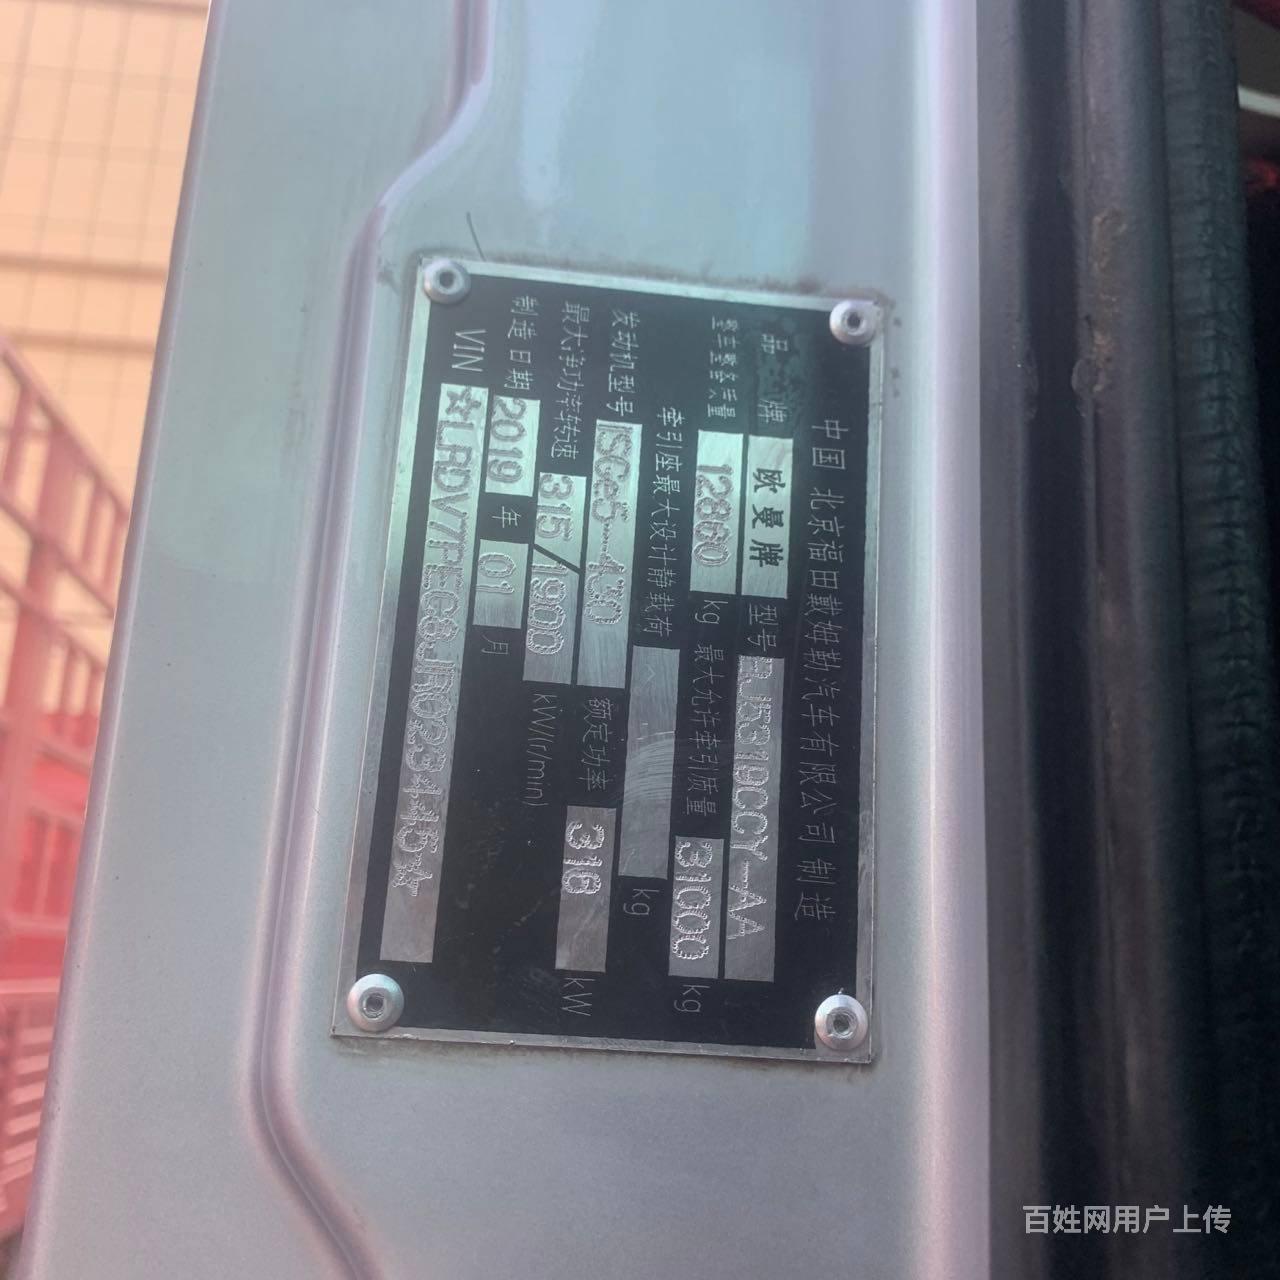 中国 北京福田戴姆勒汽车有限公司 制造
品 牌 欧曼牌 型号 BJ5319CCY-AA
整车整备质量 12860 kg 最大允许牵引质量 31000 kg
牵引座最大设计静载荷 kg
发动机型号 ISGe5-430 额定功率 316 kW
最大净功率/转速 315/1900 kW/(r/min)
制造日期 2019 年 01 月
VIN
百姓网用户上传